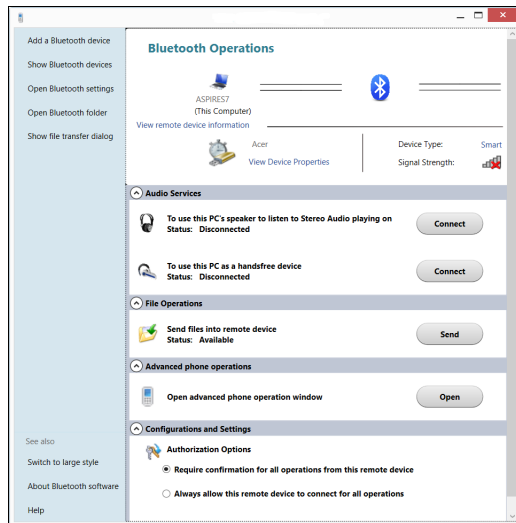 Add a Bluetooth device
Show Bluetooth devices
Open Bluetooth settings
Open Bluetooth folder
Show file transfer dialog
Bluetooth Operations
ASPIRES7
(This Computer)
View remote device information
Acer
View Device Properties
Device Type:
Smart
Signal Strength:
Audio Services
To use this PC's speaker to listen to Stereo Audio playing on
Status: Disconnected
Connect
To use this PC as a handsfree device
Status: Disconnected
Connect
File Operations
Send files into remote device
Status: Available
Send
Advanced phone operations
Open advanced phone operation window
Open
Configurations and Settings
Authorization Options
Require confirmation for all operations from this remote device
Always allow this remote device to connect for all operations
See also
Switch to large style
About Bluetooth software
Help